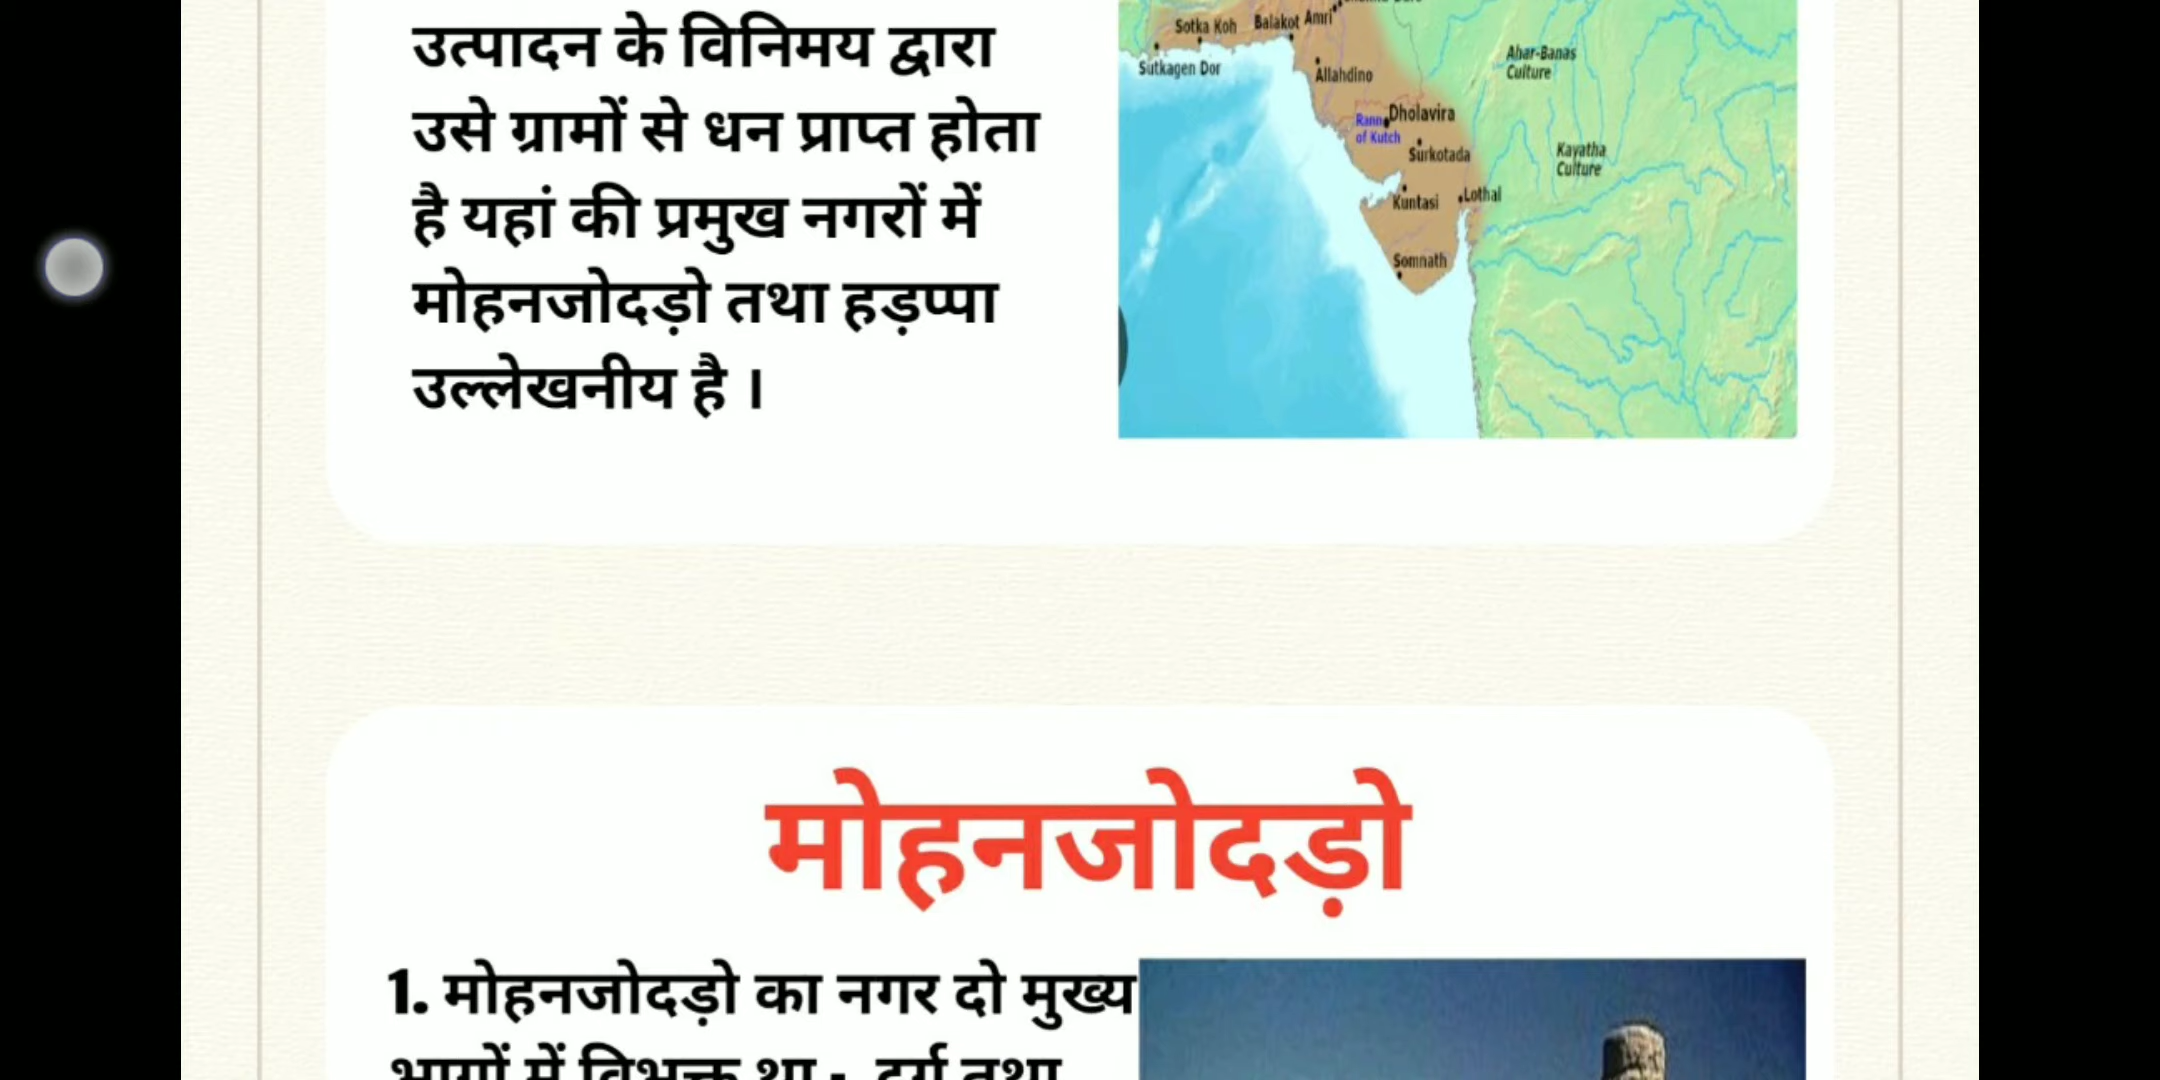 उत्पादन के विनिमय द्वारा
उसे ग्रामों से धन प्राप्त होता
है यहां की प्रमुख नगरों में
मोहनजोदड़ो तथा हड़प्पा
उल्लेखनीय है ।
Sotka Koh
Balakot
Amri
Sutkagen Dor
Allahdino
Ahar-Banas
Culture
Rann
of Kutch
Dholavira
Surkotada
Kayatha
Culture
Kuntasi
Lothal
Somnath
मोहनजोदड़ो
1. मोहनजोदड़ो का नगर दो मुख्य
भागों में विभक्त था :- दुर्ग तथा